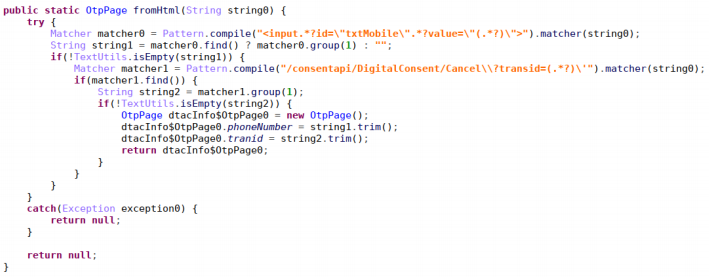 public static OtpPage fromHtml(String string0) {
try {
Matcher matcher0 = Pattern.compile("<input.*?id=\"txtMobile\".*?value=\"(.*?)\">").matcher(string0);
String string1 = matcher0.find() ? matcher0.group(1) : "";
if(!TextUtils.isEmpty(string1)) {
Matcher matcher1 = Pattern.compile("/consentapi/DigitalConsent/Cancel\\?transid=(.*?)\'").matcher(string0);
if(matcher1.find()) {
String string2 = matcher1.group(1);
if(!TextUtils.isEmpty(string2)) {
OtpPage dtacInfo$OtpPage0 = new OtpPage();
dtacInfo$OtpPage0.phoneNumber = string1.trim();
dtacInfo$OtpPage0.tranid = string2.trim();
return dtacInfo$OtpPage0;
}
}
}
}
catch(Exception exception0) {
return null;
}
return null;
}